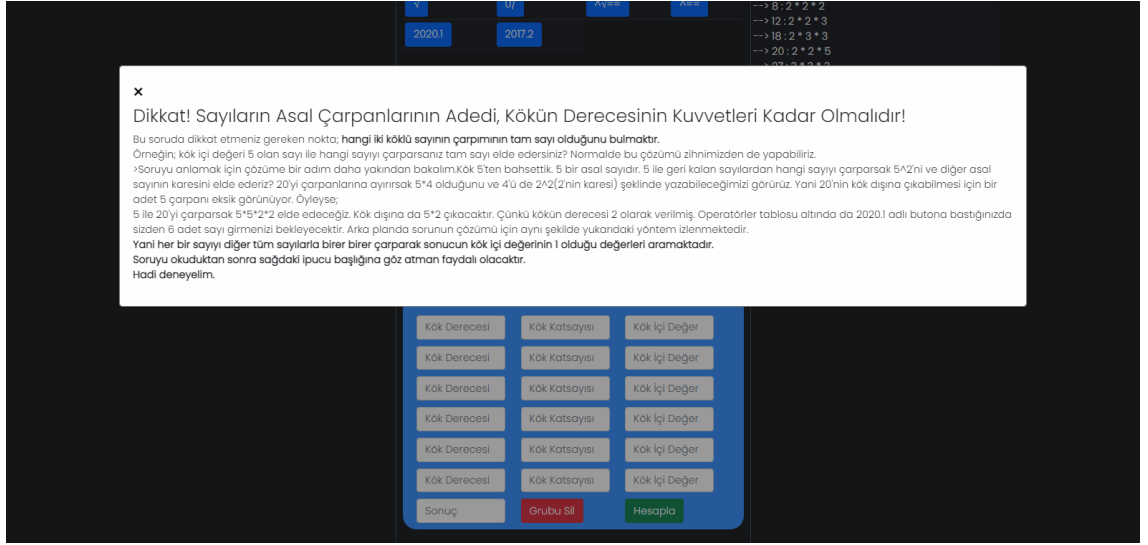 √
0/
^√==
^==
--> 8 : 2 * 2 * 2
--> 12 : 2 * 2 * 3
--> 18 : 2 * 3 * 3
--> 20 : 2 * 2 * 5
2020.1
2017.2
×
Dikkat! Sayıların Asal Çarpanlarının Adedi, Kökün Derecesinin Kuvvetleri Kadar Olmalıdır!
Bu soruda dikkat etmeniz gereken nokta; hangi iki köklü sayının çarpımının tam sayı olduğunu bulmaktır.
Örneğin; kök içi değeri 5 olan sayı ile hangi sayıyı çarparsanız tam sayı elde edersiniz? Normalde bu çözümü zihnimizden de yapabiliriz.
>Soruyu anlamak için çözüme bir adım daha yakından bakalım.Kök 5'ten bahsettik. 5 bir asal sayıdır. 5 ile geri kalan sayılardan hangi sayıyı çarparsak 5^2'ni ve diğer asal
sayının karesini elde ederiz? 20'yi çarpanlarına ayırırsak 5*4 olduğunu ve 4'ü de 2^2(2'nin karesi) şeklinde yazabileceğimizi görürüz. Yani 20'nin kök dışına çıkabilmesi için bir
adet 5 çarpanı eksik görünüyor. Öyleyse;
5 ile 20'yi çarparsak 5*5*2*2 elde edeceğiz. Kök dışına da 5*2 çıkacaktır. Çünkü kökün derecesi 2 olarak verilmiş. Operatörler tablosu altında da 2020.1 adlı butona bastığınızda
sizden 6 adet sayı girmenizi bekleyecektir. Arka planda sorunun çözümü için aynı şekilde yukarıdaki yöntem izlenmektedir.
Yani her bir sayıyı diğer tüm sayılarla birer birer çarparak sonucun kök içi değerinin 1 olduğu değerleri aramaktadır.
Soruyu okuduktan sonra sağdaki ipucu başlığına göz atman faydalı olacaktır.
Hadi deneyelim.
Kök Derecesi Kök Katsayısı Kök İçi Değer
Kök Derecesi Kök Katsayısı Kök İçi Değer
Kök Derecesi Kök Katsayısı Kök İçi Değer
Kök Derecesi Kök Katsayısı Kök İçi Değer
Kök Derecesi Kök Katsayısı Kök İçi Değer
Kök Derecesi Kök Katsayısı Kök İçi Değer
Sonuç Grubu Sil Hesapla